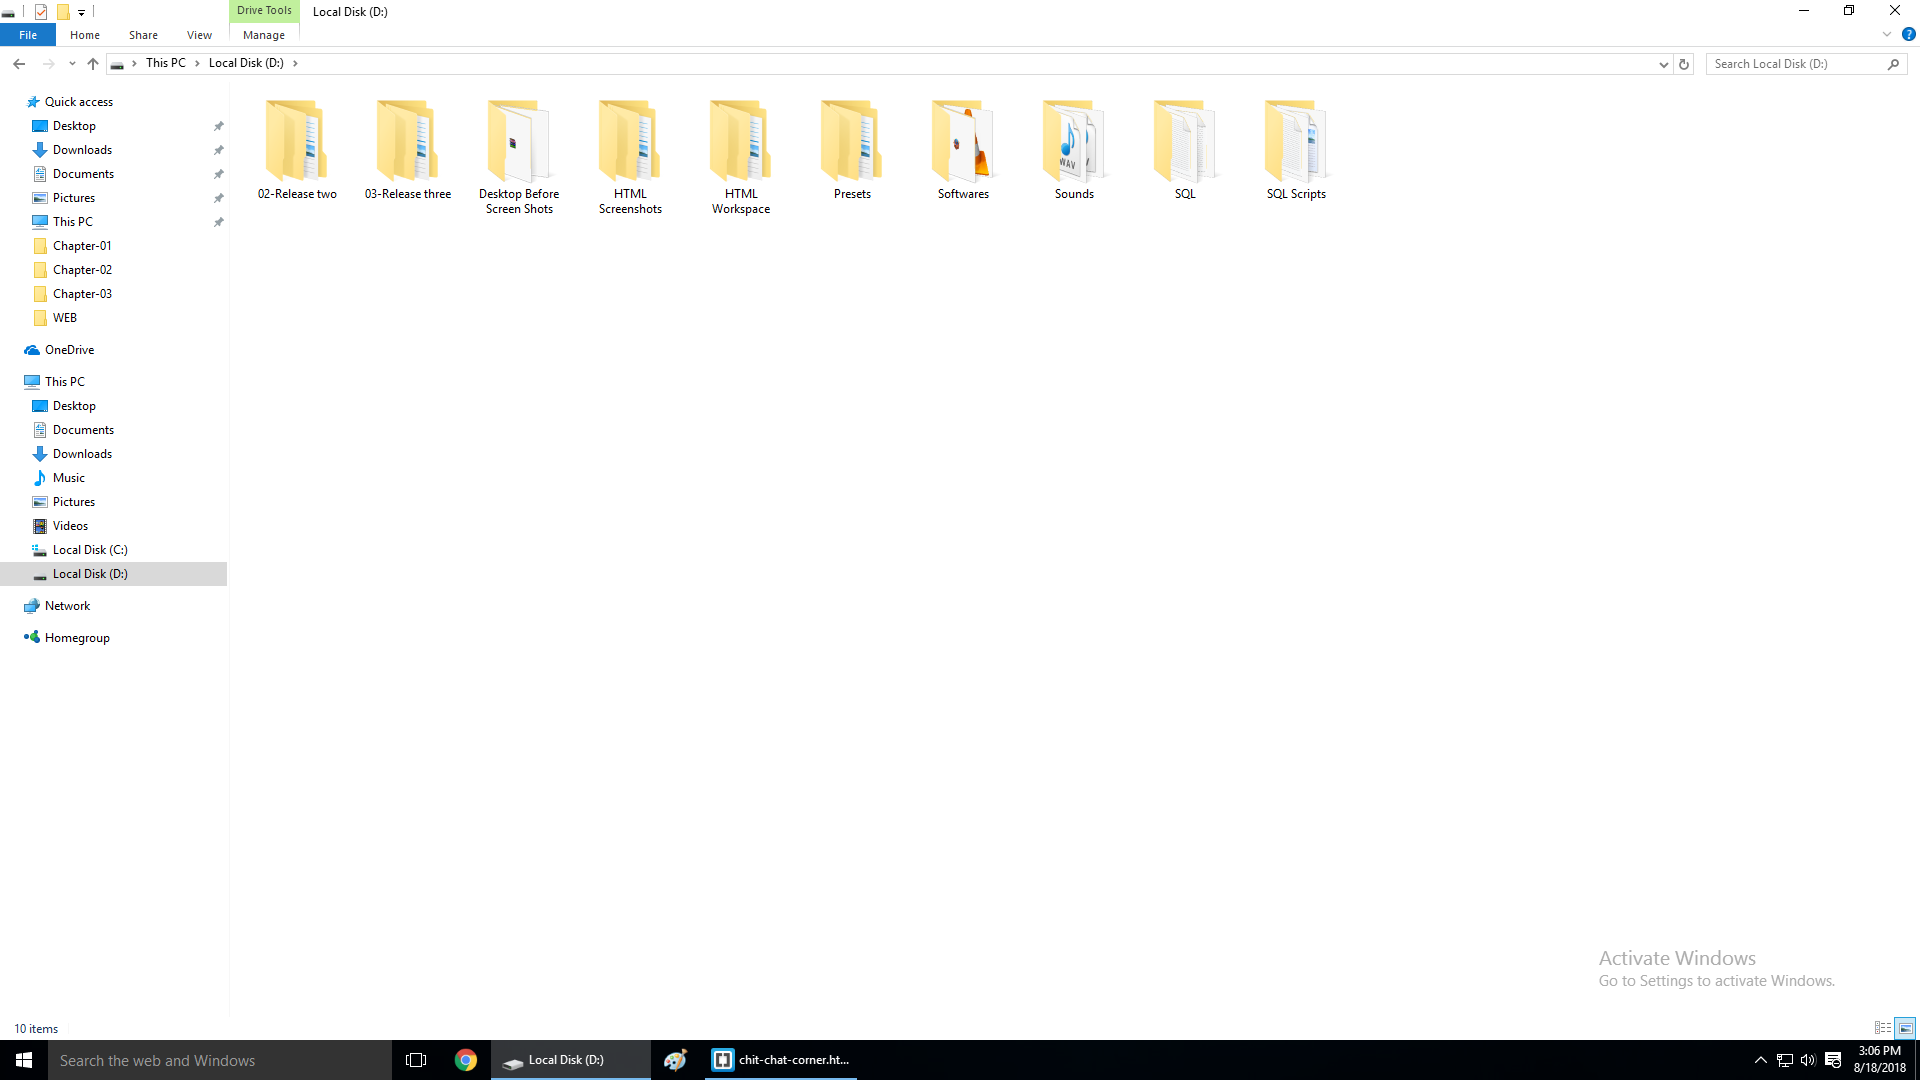 Drive Tools
Local Disk (D:)
File
Home
Share
View
Manage
This PC
Local Disk (D:)
Search Local Disk (D:)
Quick access
Desktop
Downloads
Documents
Pictures
This PC
Chapter-01
Chapter-02
Chapter-03
WEB
OneDrive
This PC
Desktop
Documents
Downloads
Music
Pictures
Videos
Local Disk (C:)
Local Disk (D:)
Network
Homegroup
02-Release two
03-Release three
Desktop Before
Screen Shots
HTML
Screenshots
HTML
Workspace
Presets
Softwares
WAV
Sounds
SQL
SQL Scripts
Activate Windows
Go to Settings to activate Windows.
10 items
Search the web and Windows
Local Disk (D:)
chit-chat-corner.ht...
3:06 PM
8/18/2018